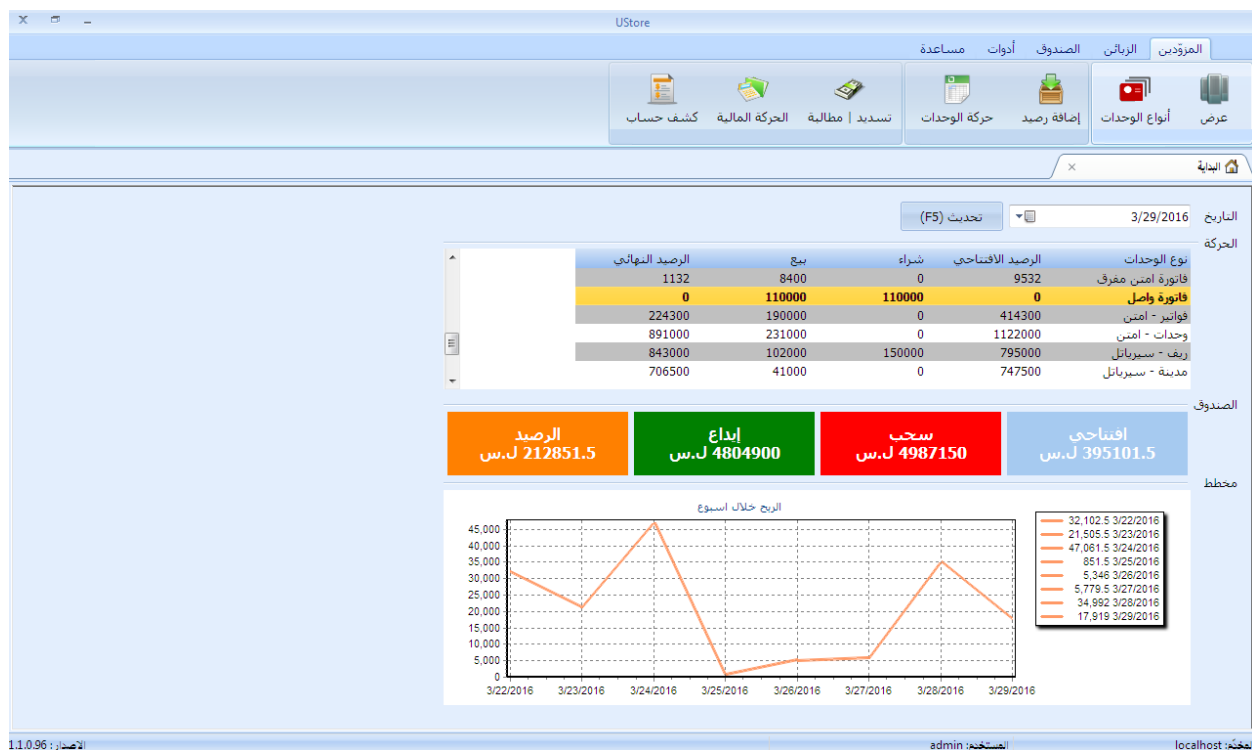 UStore
المزوّدين الزبائن الصندوق أدوات مساعدة
عرض أنواع الوحدات إضافة رصيد حركة الوحدات تسديد | مطالبة الحركة المالية كشف حساب
البداية
التاريخ 3/29/2016 تحديث (F5)
الحركة
نوع الوحدات الرصيد الافتتاحي شراء بيع الرصيد النهائي
فاتورة امتن مفرق 9532 0 8400 1132
فاتورة واصل 0 110000 110000 0
فواتير - امتن 414300 0 190000 224300
وحدات - امتن 1122000 0 231000 891000
ريف - سيرياتل 795000 150000 102000 843000
مدينة - سيرياتل 747500 0 41000 706500
الصندوق
افتتاحي سحب إيداع الرصيد
395101.5 ل.س 4987150 ل.س 4804900 ل.س 212851.5 ل.س
مخطط
الربح خلال اسبوع
32,102.5 3/22/2016
21,505.5 3/23/2016
47,061.5 3/24/2016
851.5 3/25/2016
5,346 3/26/2016
5,779.5 3/27/2016
34,992 3/28/2016
17,919 3/29/2016
45,000
40,000
35,000
30,000
25,000
20,000
15,000
10,000
5,000
0
3/22/2016 3/23/2016 3/24/2016 3/25/2016 3/26/2016 3/27/2016 3/28/2016 3/29/2016
localhost المستخدم: admin الاصدار: 1.1.0.96